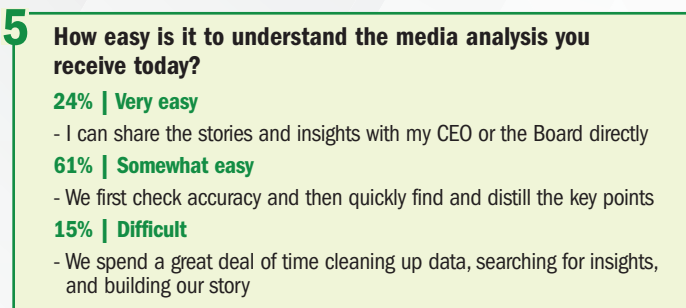 5
How easy is it to understand the media analysis you
receive today?
24% | Very easy
- I can share the stories and insights with my CEO or the Board directly
61% | Somewhat easy
- We first check accuracy and then quickly find and distill the key points
15% | Difficult
- We spend a great deal of time cleaning up data, searching for insights,
and building our story